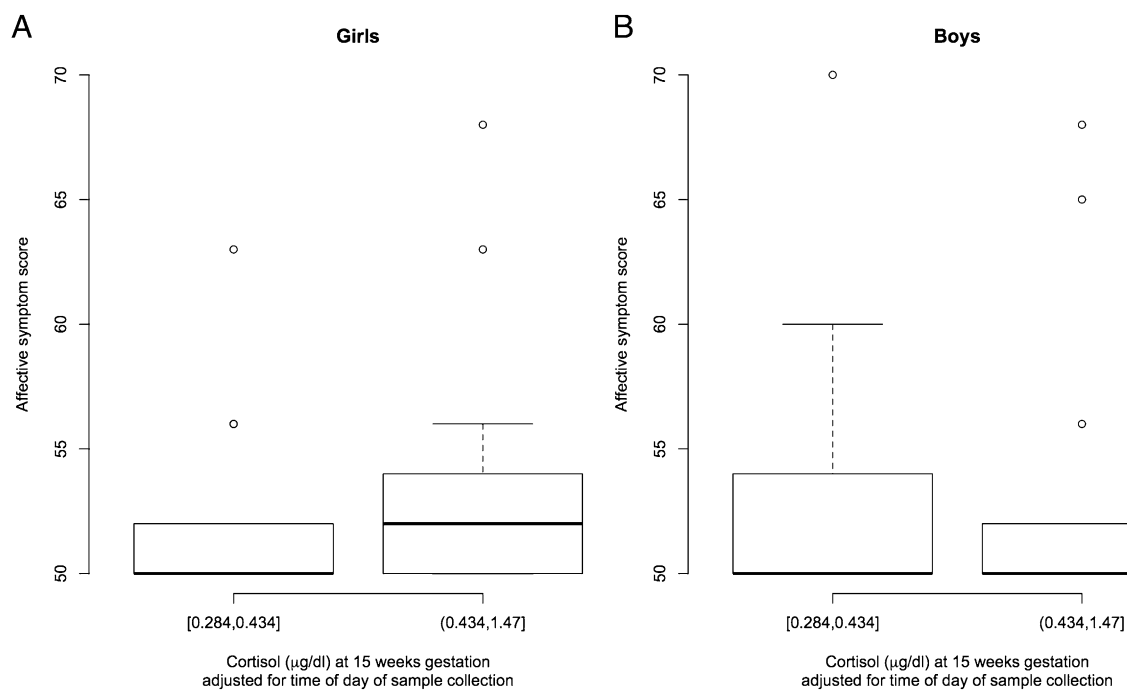 A
Girls
70
65
60
55
50
Affective symptom score
[0.284,0.434]
(0.434,1.47]
Cortisol (μg/dl) at 15 weeks gestation
adjusted for time of day of sample collection
B
Boys
70
65
60
55
50
Affective symptom score
[0.284,0.434]
(0.434,1.47]
Cortisol (μg/dl) at 15 weeks gestation
adjusted for time of day of sample collection